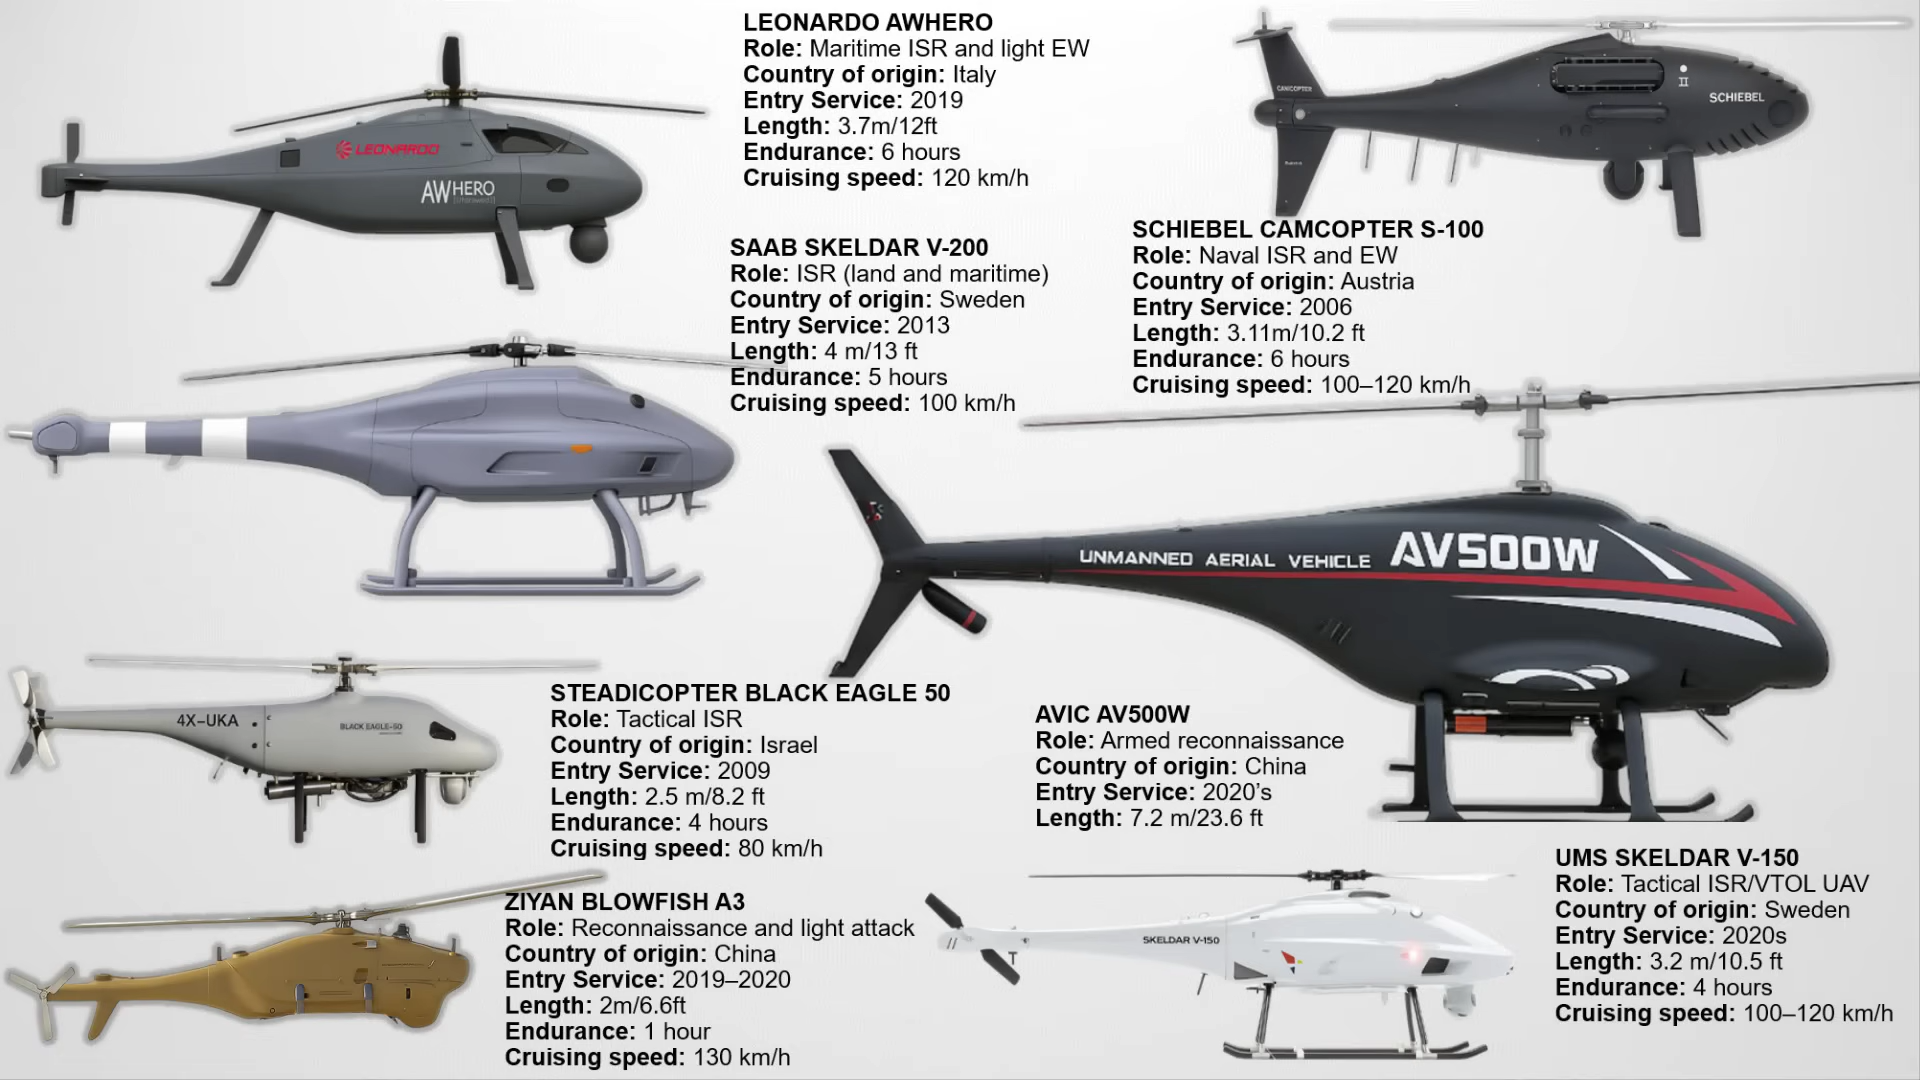 LEONARDO AWHERO
Role: Maritime ISR and light EW
Country of origin: Italy
Entry Service: 2019
Length: 3.7m/12ft
Endurance: 6 hours
Cruising speed: 120 km/h
LEONARDO
AWHERO
CAMCOPTER
SCHIEBEL
II
SCHIEBEL CAMCOPTER S-100
Role: Naval ISR and EW
Country of origin: Austria
Entry Service: 2006
Length: 3.11m/10.2 ft
Endurance: 6 hours
Cruising speed: 100–120 km/h
SAAB SKELDAR V-200
Role: ISR (land and maritime)
Country of origin: Sweden
Entry Service: 2013
Length: 4 m/13 ft
Endurance: 5 hours
Cruising speed: 100 km/h
UNMANNED AERIAL VEHICLE AV500W
AVIC AV500W
Role: Armed reconnaissance
Country of origin: China
Entry Service: 2020’s
Length: 7.2 m/23.6 ft
4X-UKA
BLACK EAGLE-50
STEADICOPTER BLACK EAGLE 50
Role: Tactical ISR
Country of origin: Israel
Entry Service: 2009
Length: 2.5 m/8.2 ft
Endurance: 4 hours
Cruising speed: 80 km/h
ZIYAN BLOWFISH A3
Role: Reconnaissance and light attack
Country of origin: China
Entry Service: 2019–2020
Length: 2m/6.6ft
Endurance: 1 hour
Cruising speed: 130 km/h
SKELDAR V-150
UMS SKELDAR V-150
Role: Tactical ISR/VTOL UAV
Country of origin: Sweden
Entry Service: 2020s
Length: 3.2 m/10.5 ft
Endurance: 4 hours
Cruising speed: 100–120 km/h